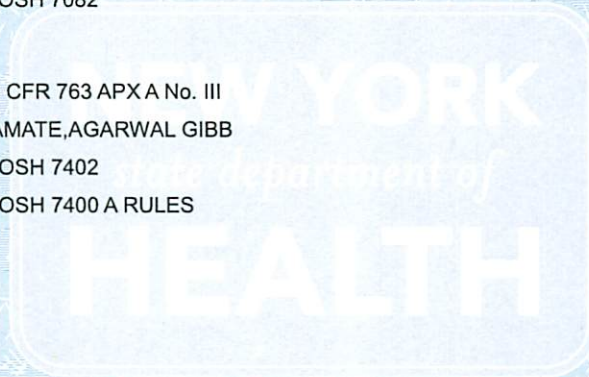 OSH 7082
CFR 763 APX A No. III
AMATE,AGARWAL GIBB
OSH 7402
OSH 7400 A RULES
NEW YORK
state department of
HEALTH